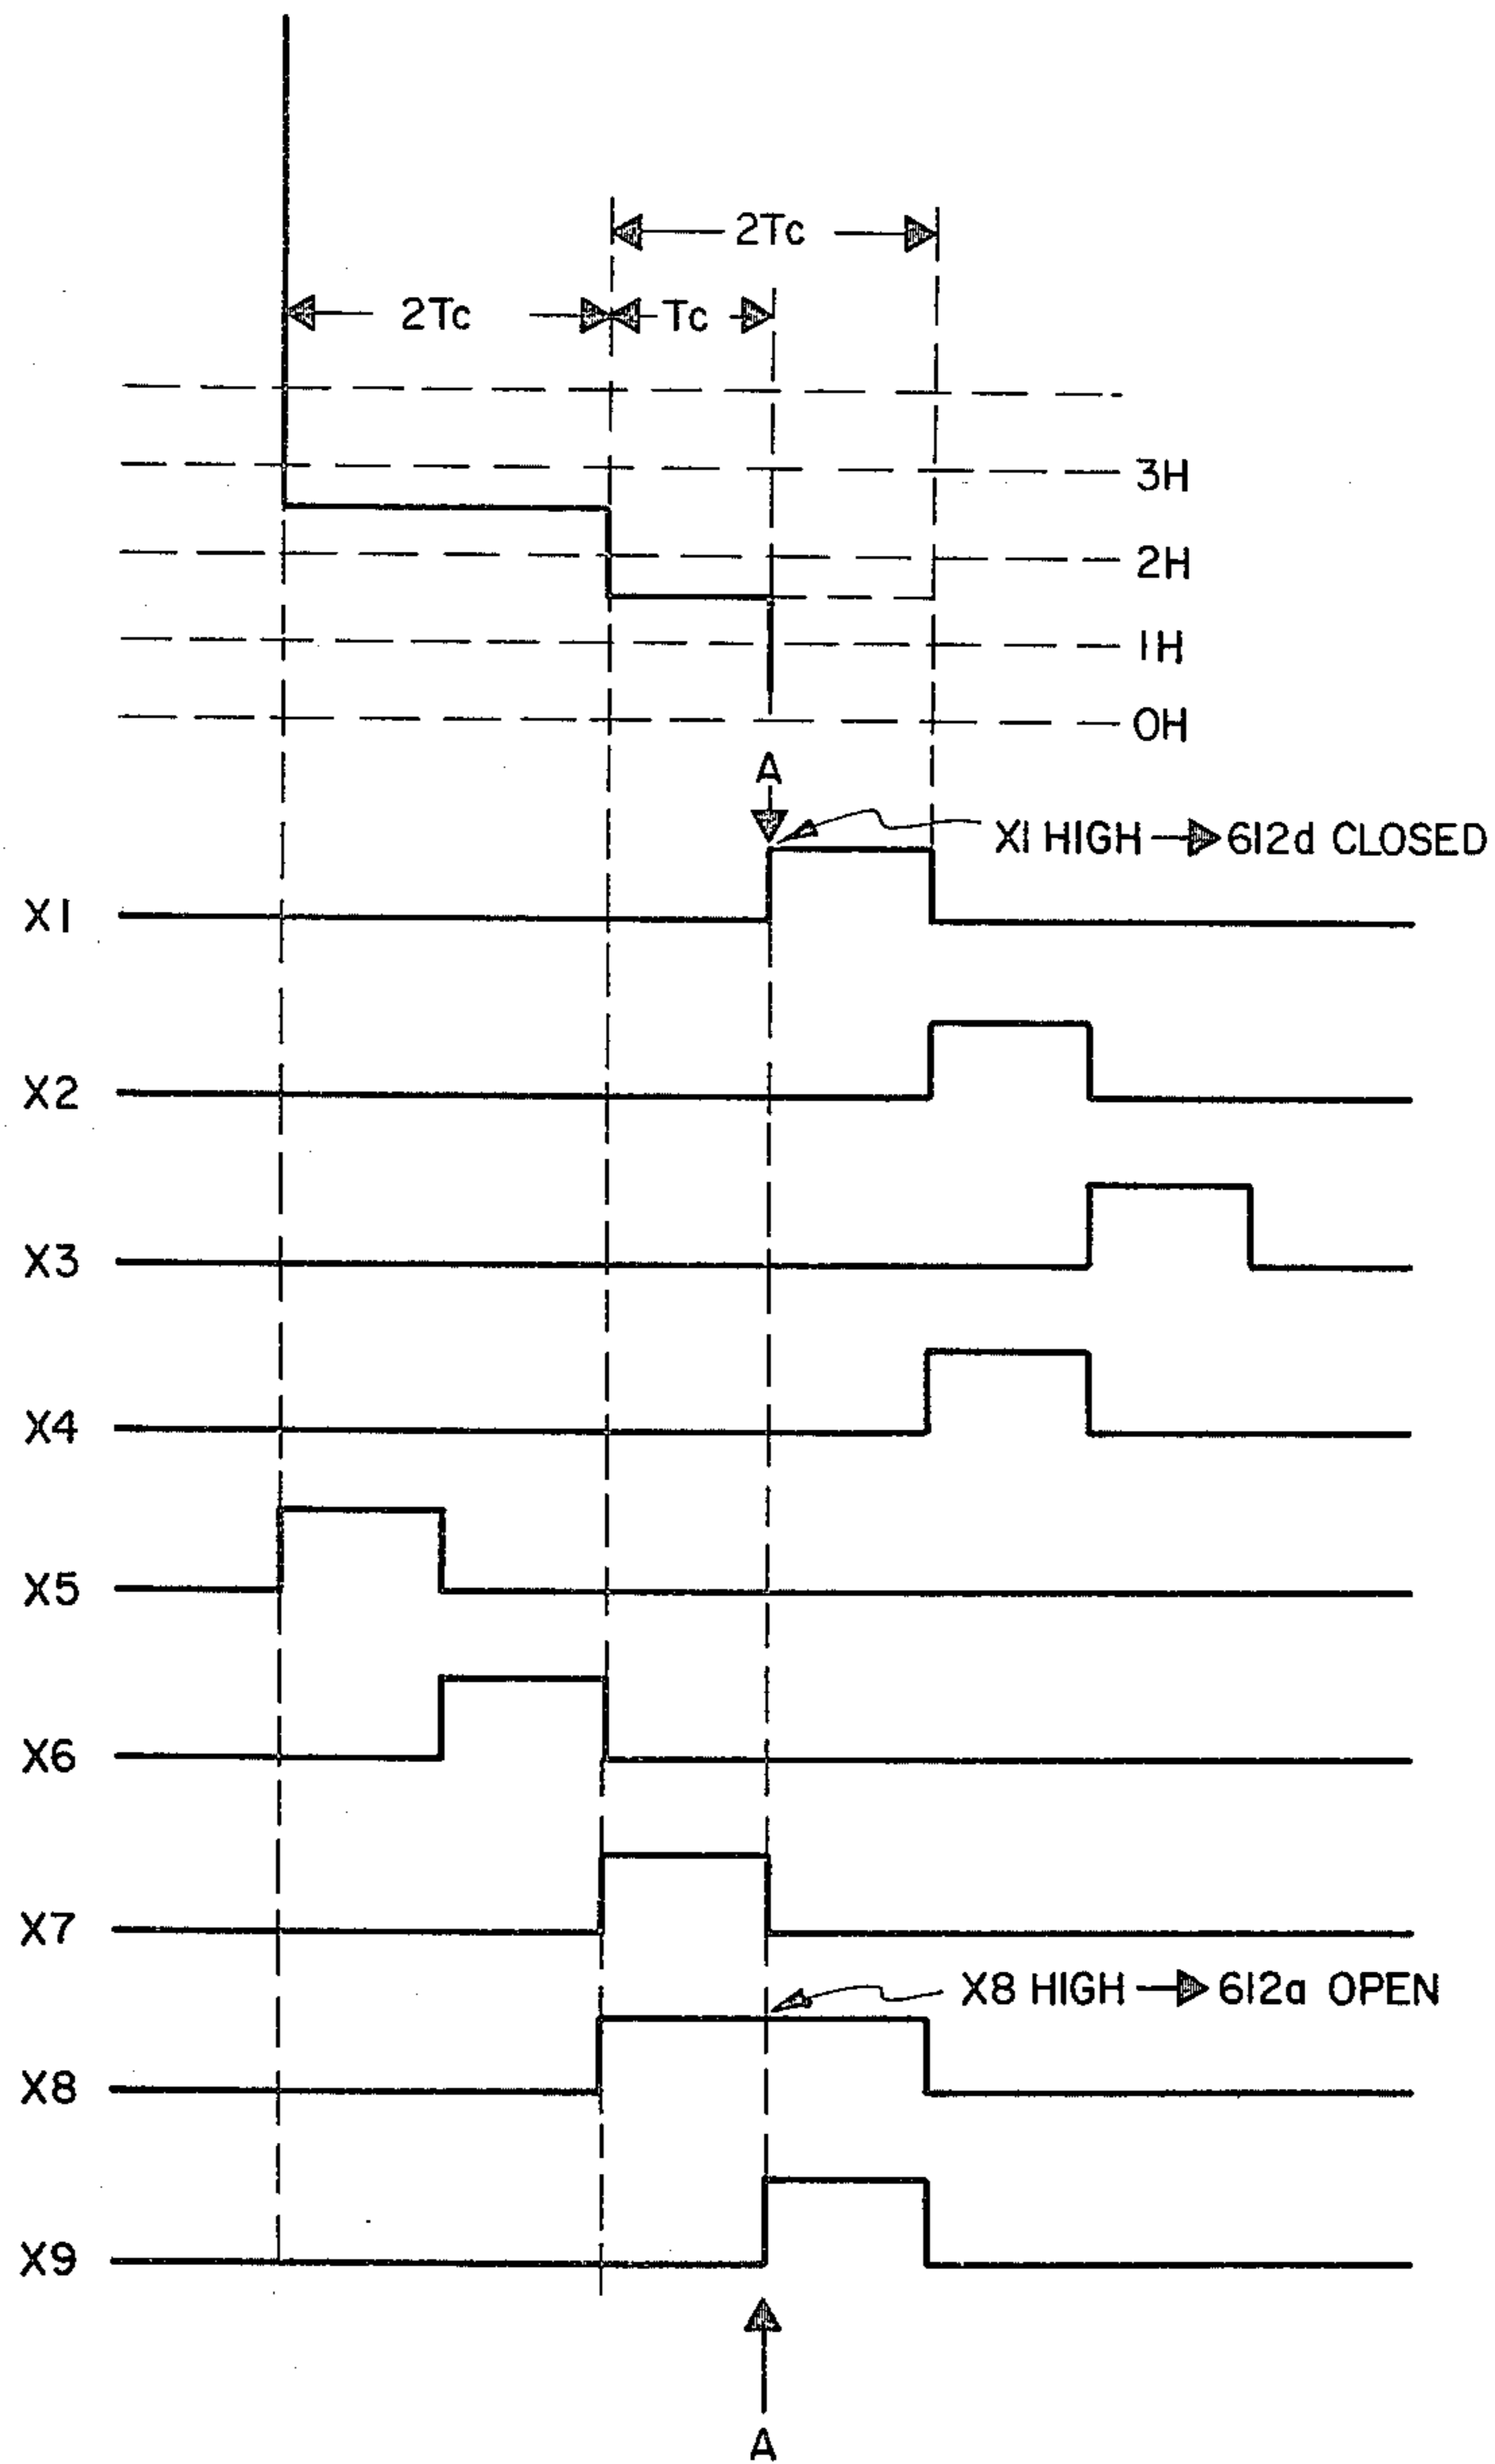 2Tc
2Tc Tc
3H
2H
1H
0H
A
X1 HIGH → 612d CLOSED
X1
X2
X3
X4
X5
X6
X7
X8 HIGH → 612a OPEN
X8
X9
A